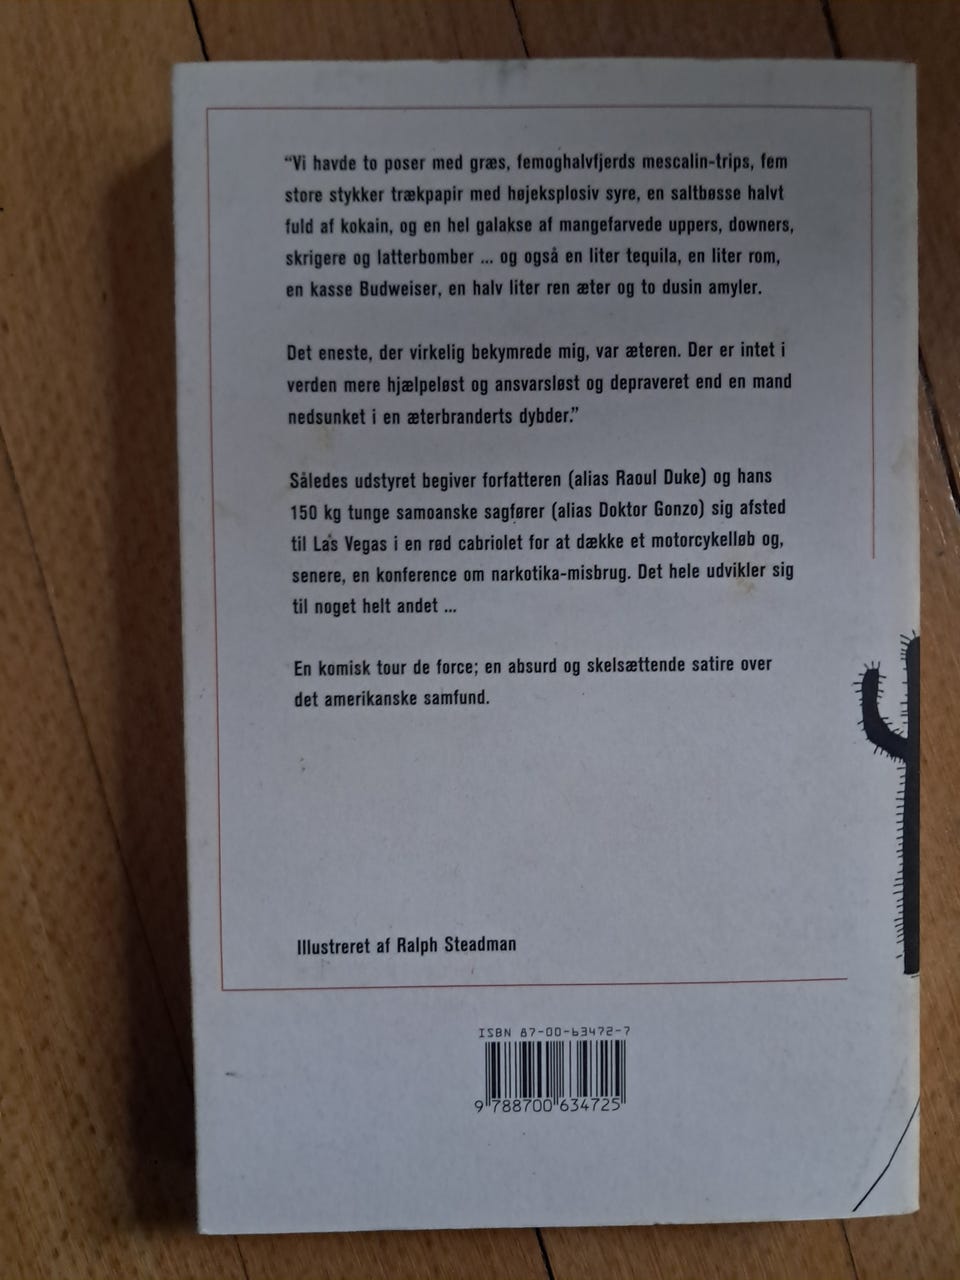 “Vi havde to poser med græs, femoghalvfjerds mescalin-trips, fem
store stykker trækpapir med højeksplosiv syre, en saltbøsse halvt
fuld af kokain, og en hel galakse af mangefarvede uppers, downers,
skrigere og latterbomber ... og også en liter tequila, en liter rom,
en kasse Budweiser, en halv liter ren æter og to dusin amyler.
Det eneste, der virkelig bekymrede mig, var æteren. Der er intet i
verden mere hjælpeløst og ansvarsløst og depraveret end en mand
nedsunket i en æterbranderts dybder.”
Således udstyret begiver forfatteren (alias Raoul Duke) og hans
150 kg tunge samoanske sagfører (alias Doktor Gonzo) sig afsted
til Las Vegas i en rød cabriolet for at dække et motorcykelløb og,
senere, en konference om narkotika-misbrug. Det hele udvikler sig
til noget helt andet ...
En komisk tour de force; en absurd og skelsættende satire over
det amerikanske samfund.
Illustreret af Ralph Steadman
ISBN 87-00-63472-7
9 788700 634725